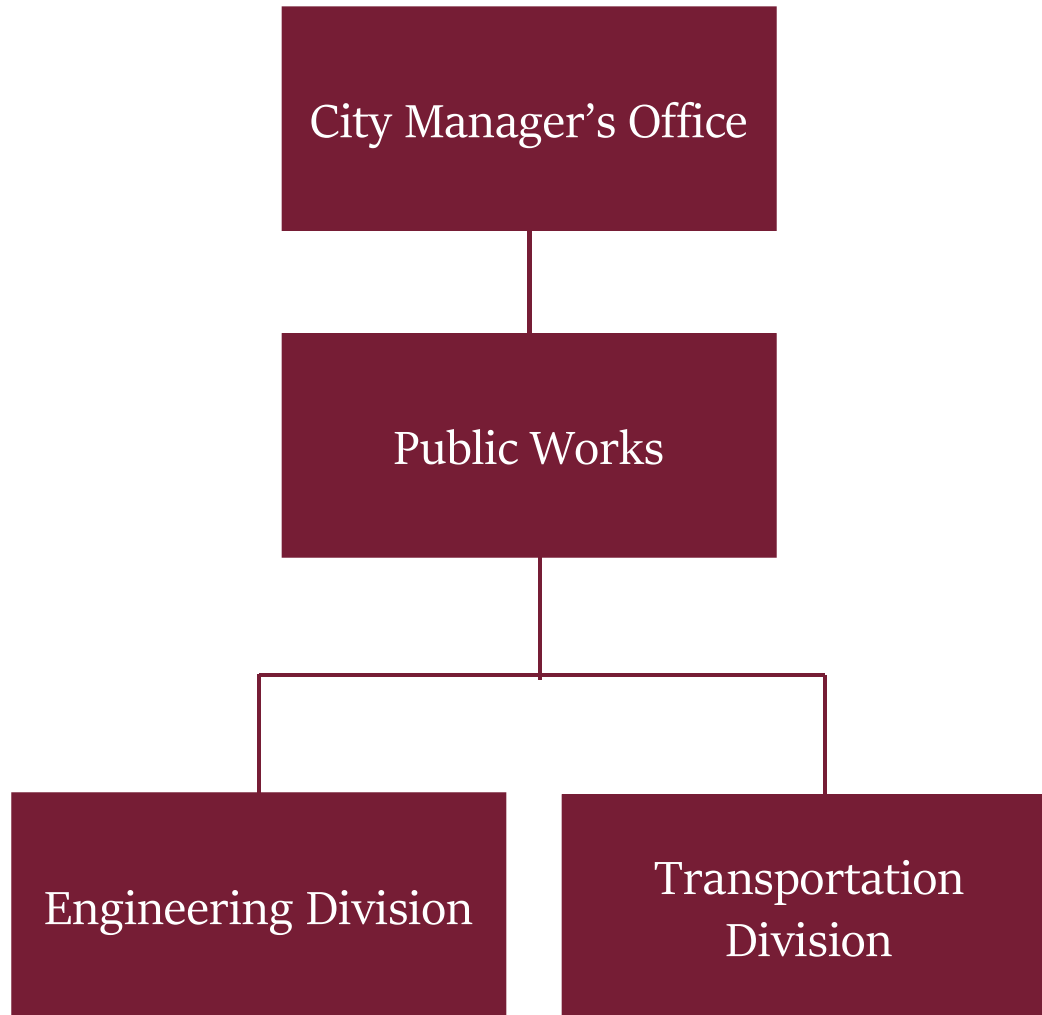 City Manager’s Office
Public Works
Engineering Division
Transportation
Division